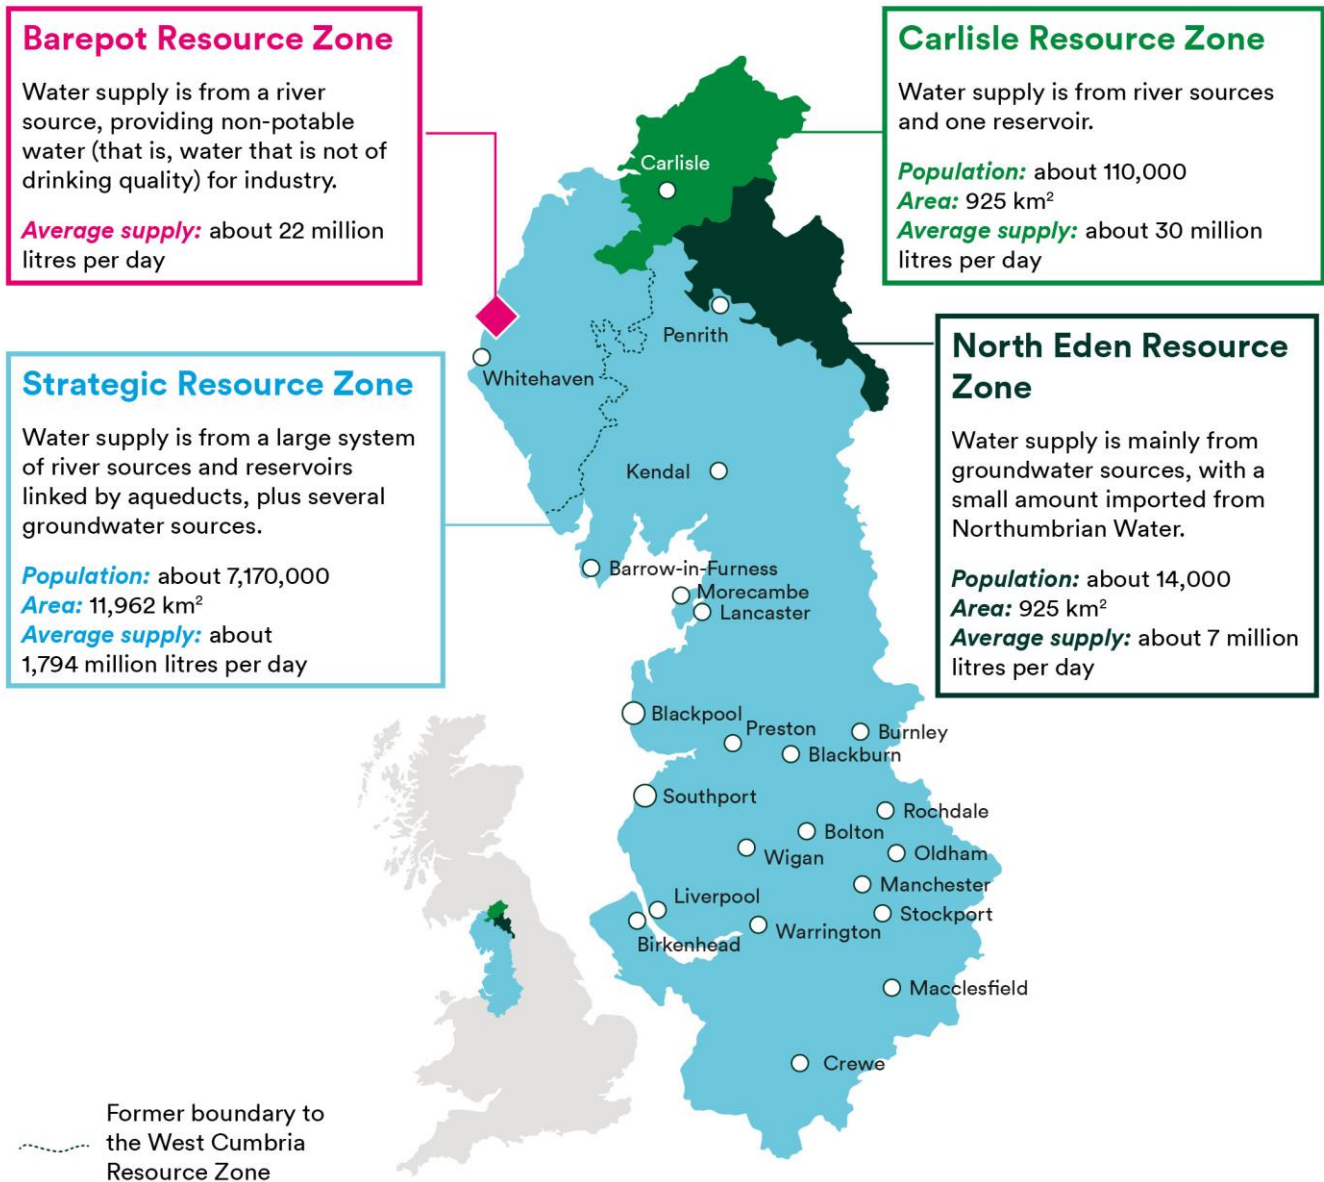 Barepot Resource Zone
Water supply is from a river
source, providing non-potable
water (that is, water that is not of
drinking quality) for industry.
Average supply: about 22 million
litres per day
Carlisle Resource Zone
Water supply is from river sources
and one reservoir.
Population: about 110,000
Area: 925 km²
Average supply: about 30 million
litres per day
Strategic Resource Zone
Water supply is from a large system
of river sources and reservoirs
linked by aqueducts, plus several
groundwater sources.
Population: about 7,170,000
Area: 11,962 km²
Average supply: about
1,794 million litres per day
North Eden Resource
Zone
Water supply is mainly from
groundwater sources, with a
small amount imported from
Northumbrian Water.
Population: about 14,000
Area: 925 km²
Average supply: about 7 million
litres per day
Carlisle
Penrith
Whitehaven
Kendal
Barrow-in-Furness
Morecambe
Lancaster
Blackpool
Preston
Burnley
Blackburn
Southport
Rochdale
Bolton
Wigan
Oldham
Manchester
Liverpool
Stockport
Birkenhead
Warrington
Macclesfield
Crewe
Former boundary to
the West Cumbria
Resource Zone